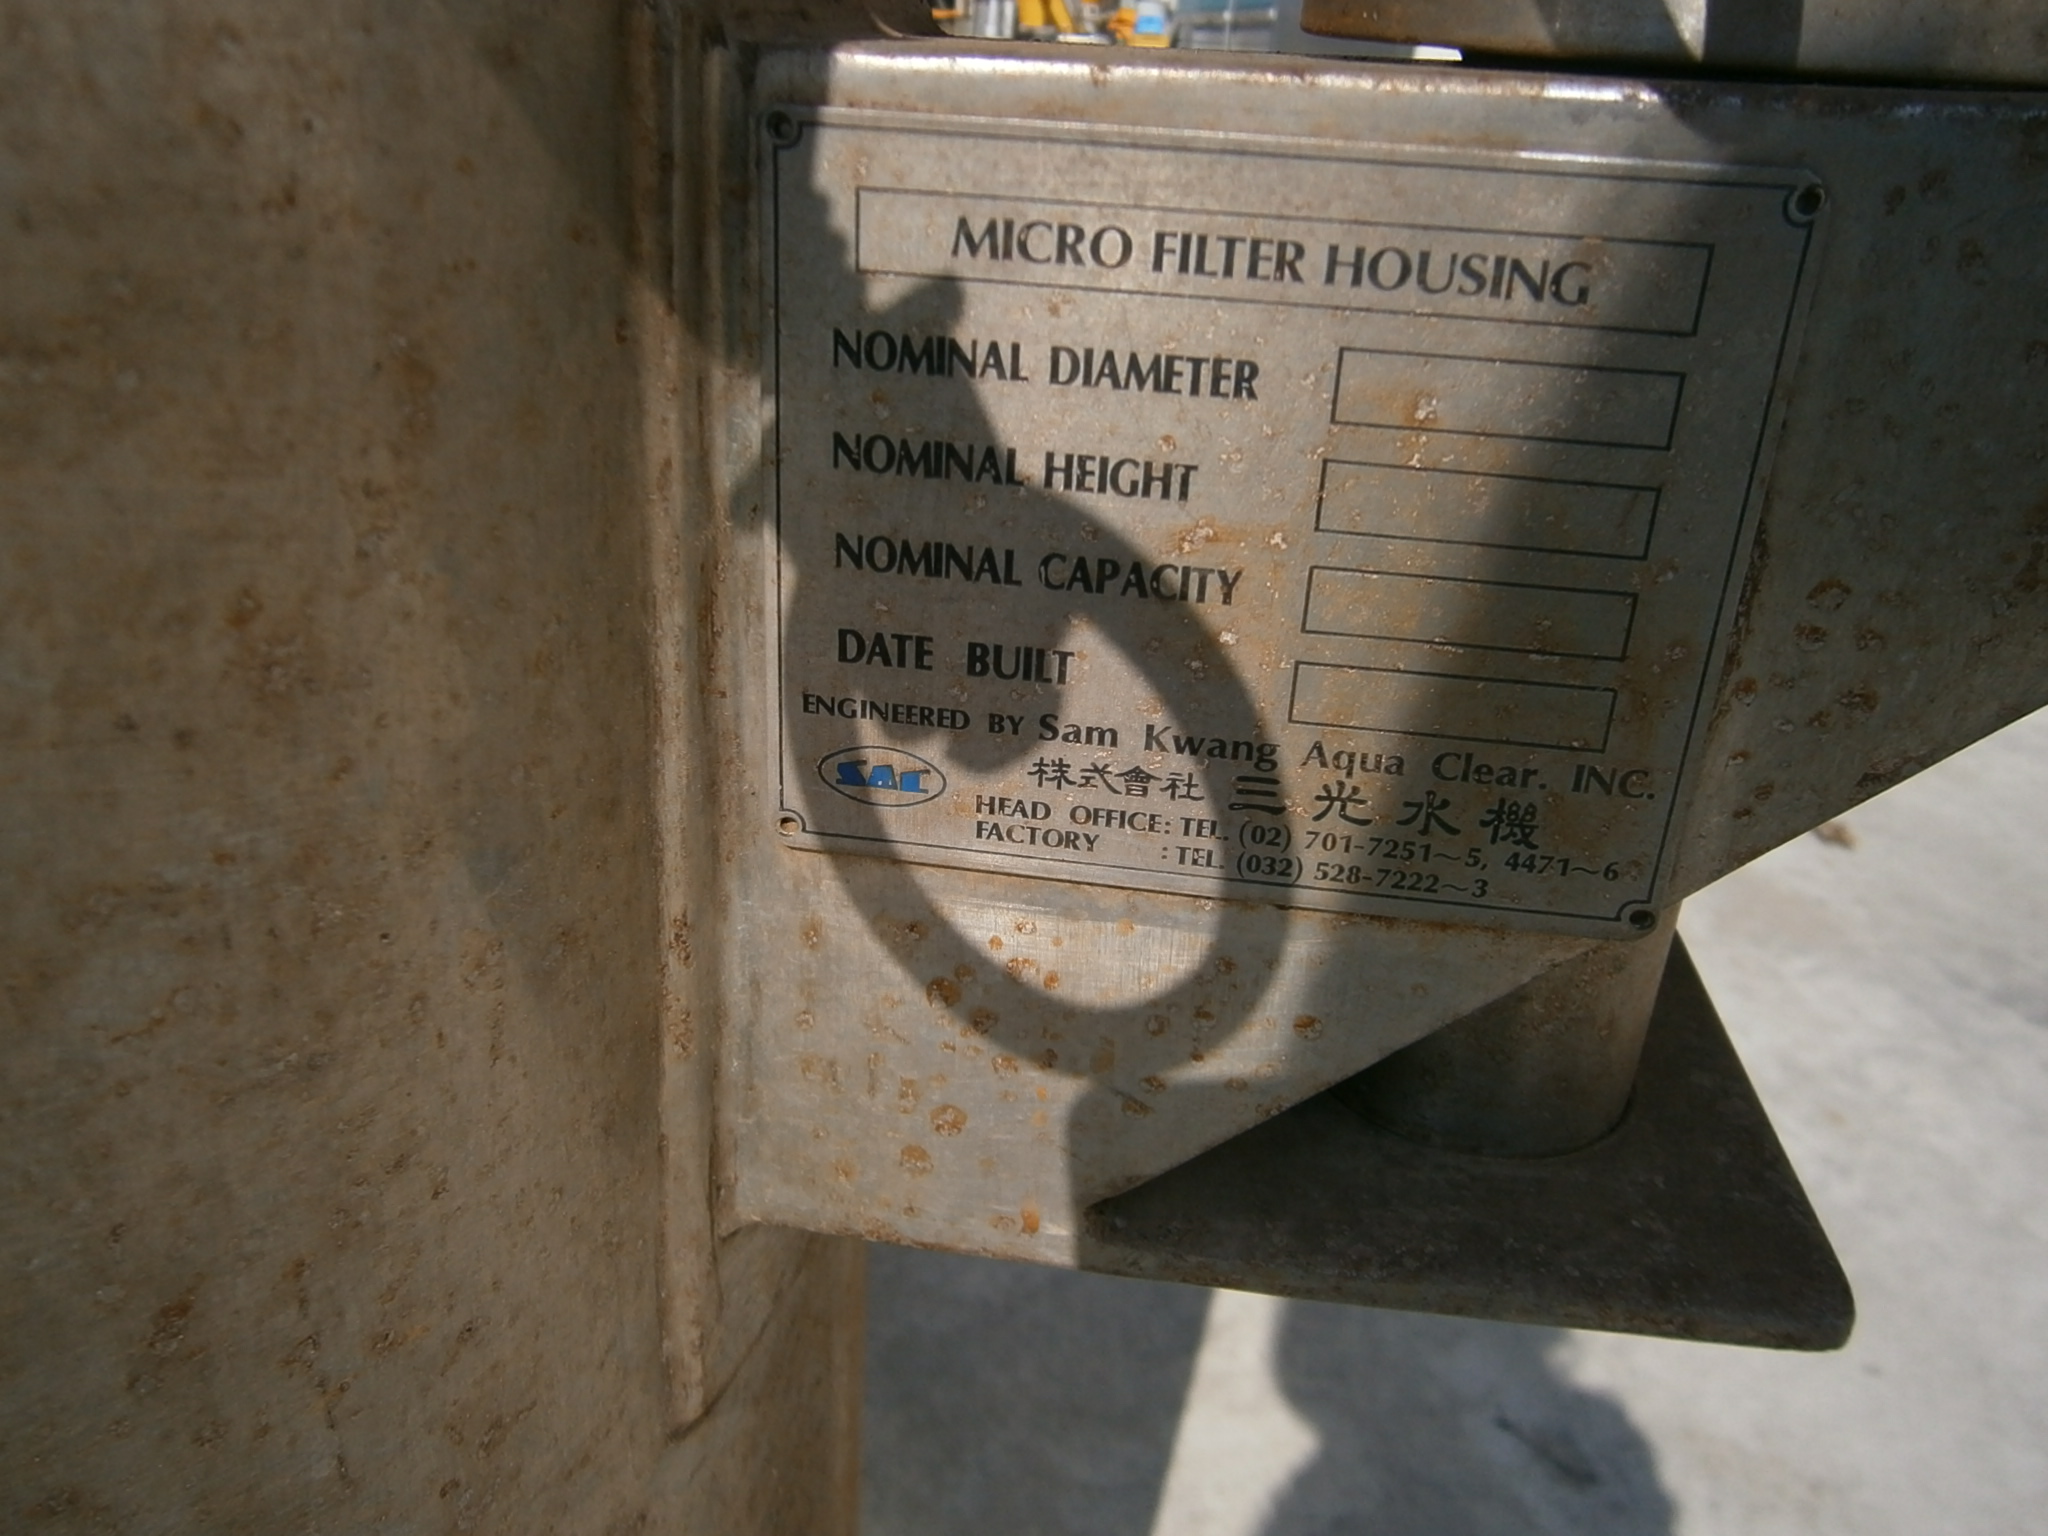 MICRO FILTER HOUSING
NOMINAL DIAMETER
NOMINAL HEIGHT
NOMINAL CAPACITY
DATE BUILT
ENGINEERED BY Sam Kwang Aqua Clear. INC.
SAC 株式會社 三光水機
HEAD OFFICE: TEL. (02) 701-7251~5, 4471~6
FACTORY : TEL. (032) 528-7222~3